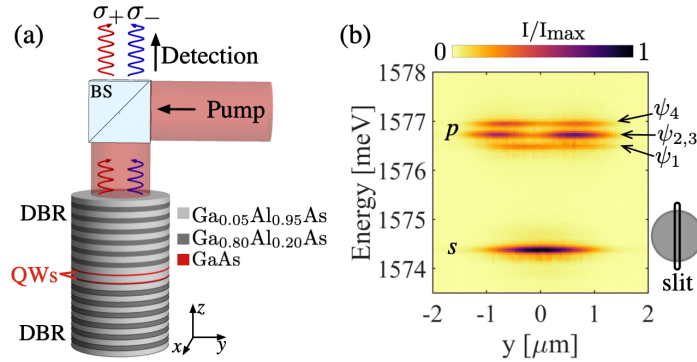 (a)
σ₊ σ₋
Detection
BS
Pump
DBR
Ga₀.₀₅Al₀.₉₅As
Ga₀.₈₀Al₀.₂₀As
GaAs
QWs
DBR
z
x
y
(b)
I/Iₘₐₓ
0
1
1578
1577
1576
1575
1574
Energy [meV]
p
s
ψ₄
ψ₂,₃
ψ₁
slit
-2
-1
0
1
2
y [μm]